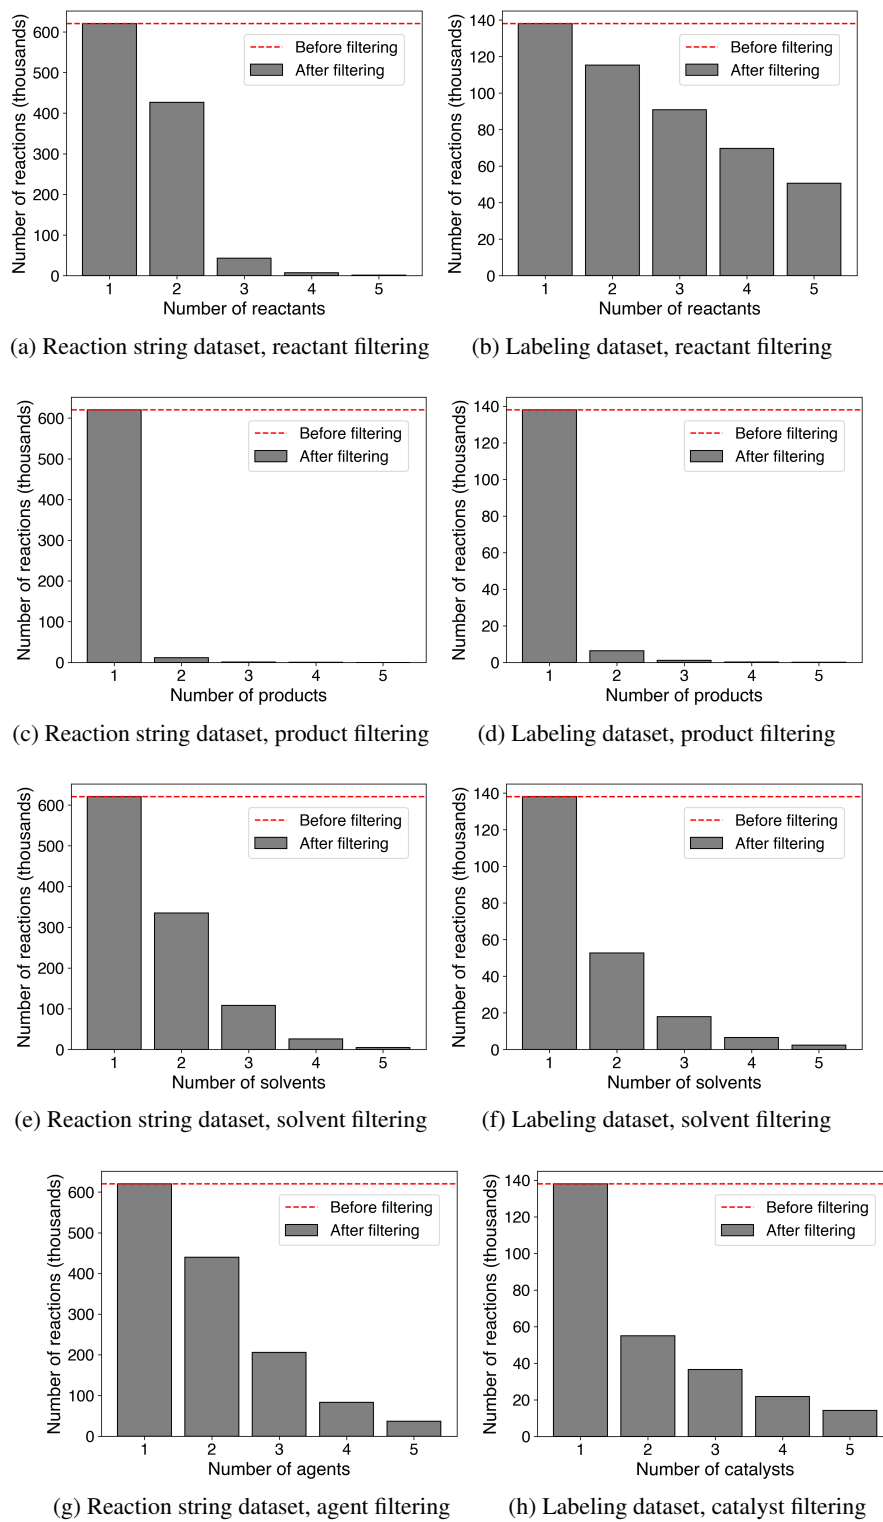 Number of reactions (thousands)
600
500
400
300
200
100
0
Before filtering
After filtering
1 2 3 4 5
Number of reactants
(a) Reaction string dataset, reactant filtering
Number of reactions (thousands)
140
120
100
80
60
40
20
0
Before filtering
After filtering
1 2 3 4 5
Number of reactants
(b) Labeling dataset, reactant filtering
Number of reactions (thousands)
600
500
400
300
200
100
0
Before filtering
After filtering
1 2 3 4 5
Number of products
(c) Reaction string dataset, product filtering
Number of reactions (thousands)
140
120
100
80
60
40
20
0
Before filtering
After filtering
1 2 3 4 5
Number of products
(d) Labeling dataset, product filtering
Number of reactions (thousands)
600
500
400
300
200
100
0
Before filtering
After filtering
1 2 3 4 5
Number of solvents
(e) Reaction string dataset, solvent filtering
Number of reactions (thousands)
140
120
100
80
60
40
20
0
Before filtering
After filtering
1 2 3 4 5
Number of solvents
(f) Labeling dataset, solvent filtering
Number of reactions (thousands)
600
500
400
300
200
100
0
Before filtering
After filtering
1 2 3 4 5
Number of agents
(g) Reaction string dataset, agent filtering
Number of reactions (thousands)
140
120
100
80
60
40
20
0
Before filtering
After filtering
1 2 3 4 5
Number of catalysts
(h) Labeling dataset, catalyst filtering